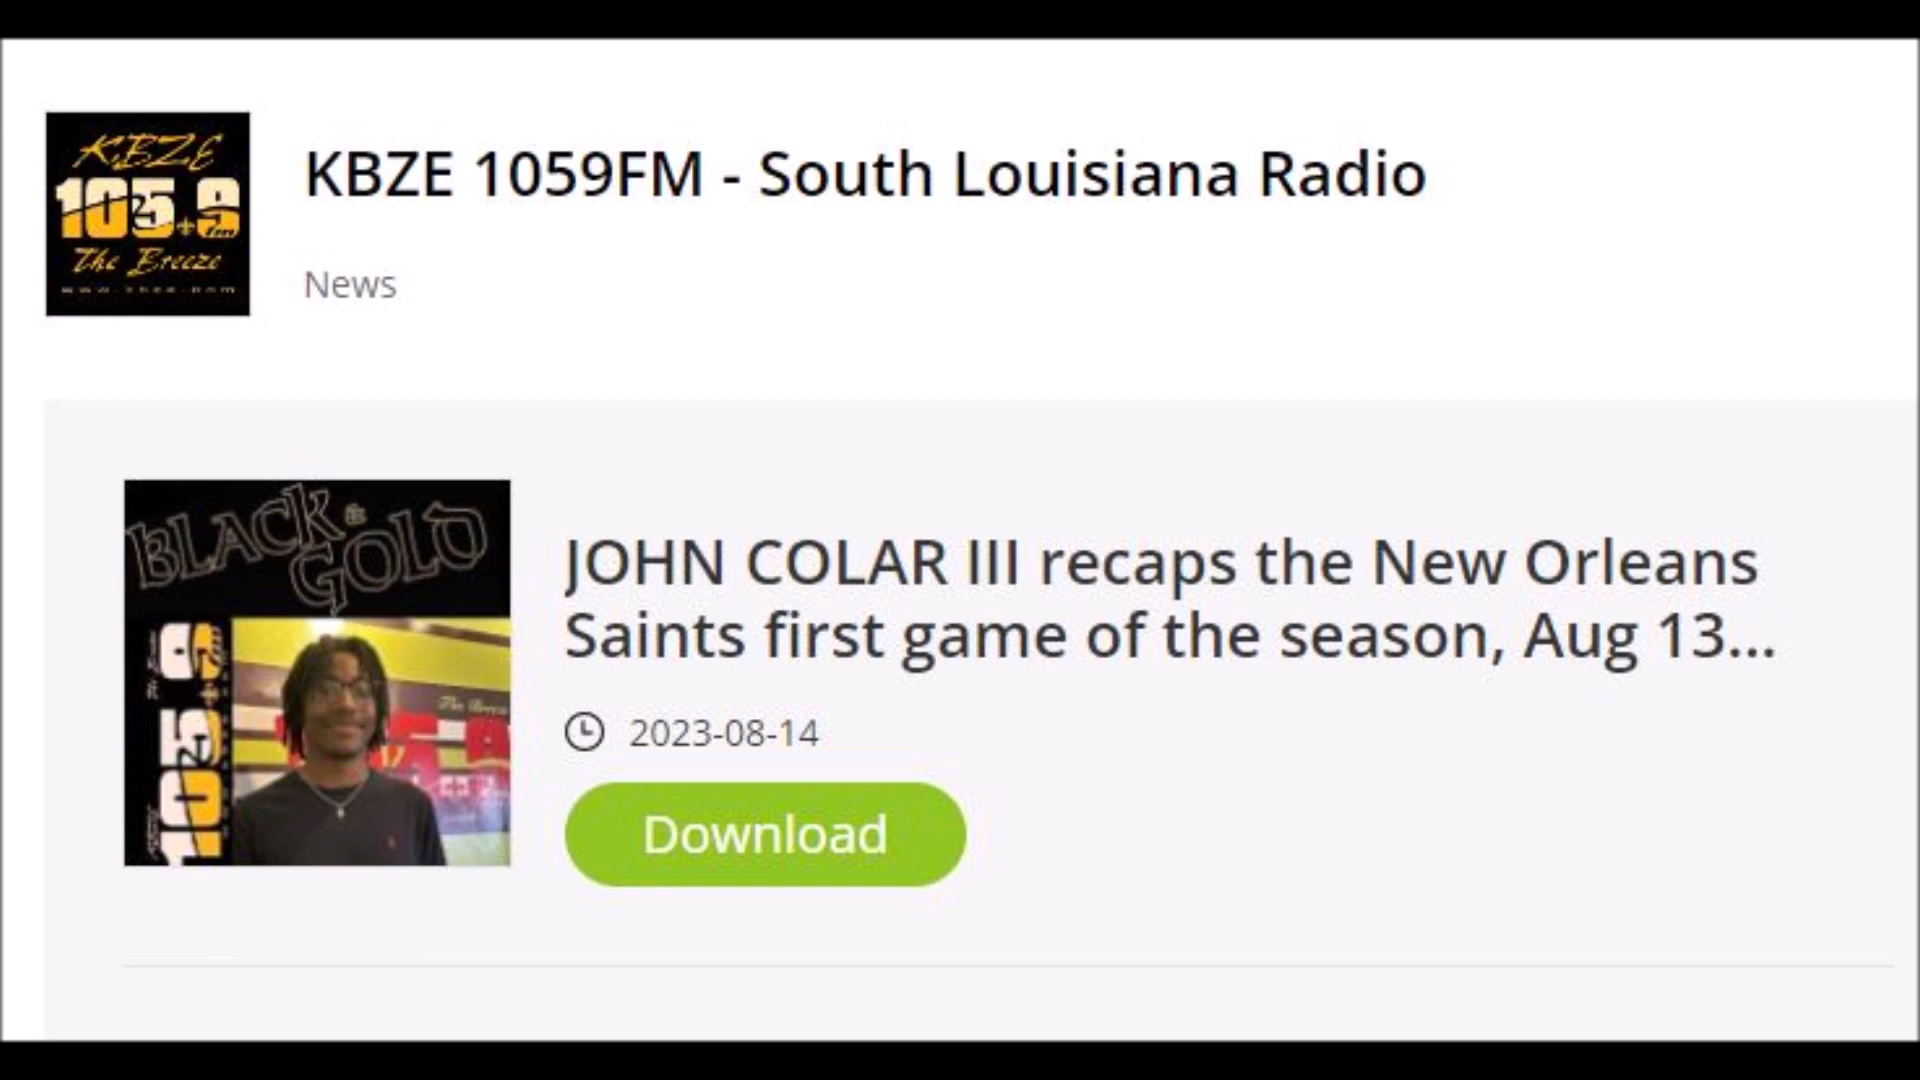 KBZE
105.9
fm
The Breeze
KBZE 1059FM - South Louisiana Radio
News
BLACK &
GOLD
105.9
JOHN COLAR III recaps the New Orleans
Saints first game of the season, Aug 13...
2023-08-14
Download